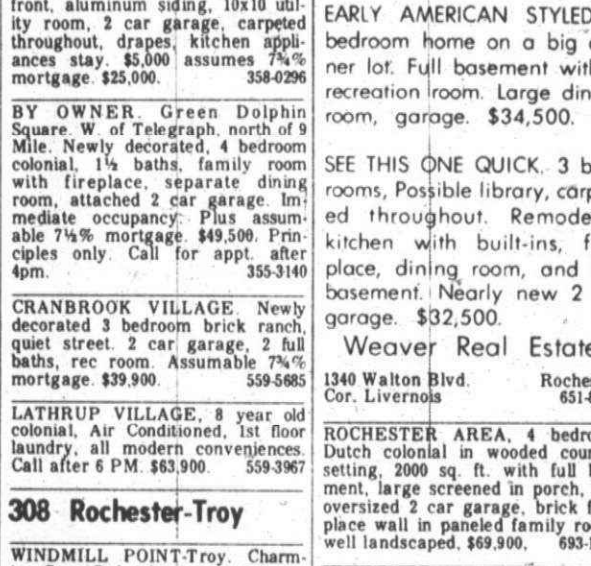 front, aluminum siding, 10x10 util-
ity room, 2 car garage, carpeted
throughout, drapes, kitchen appli-
ances stay. $5,000 assumes 7¾%
mortgage. $25,000. 358-0296
BY OWNER. Green Dolphin
Square. W. of Telegraph, north of 9
Mile. Newly decorated, 4 bedroom
colonial, 1½ baths, family room
with fireplace, separate dining
room, attached 2 car garage. Im-
mediate occupancy. Plus assum-
able 7½% mortgage. $49,500. Prin-
ciples only. Call for appt. after
4pm. 355-3140
CRANBROOK VILLAGE. Newly
decorated 3 bedroom brick ranch,
quiet street. 2 car garage, 2 full
baths, rec room. Assumable 7¾%
mortgage. $39,900. 559-5685
LATHRUP VILLAGE, 8 year old
colonial, Air Conditioned, 1st floor
laundry, all modern conveniences.
Call after 6 PM. $63,900. 559-3967
308 Rochester-Troy
WINDMILL POINT-Troy. Charm-
EARLY AMERICAN STYLED
bedroom home on a big
ner lot. Full basement
recreation room. Large
room, garage. $34,500.
SEE THIS ONE QUICK. 3
rooms, Possible library,
ed throughout.
kitchen with built-ins,
place, dining room, and
basement. Nearly new 2
garage. $32,500.
Weaver Real Estate
1340 Walton Blvd.
Cor. Livernois 651-
ROCHESTER AREA, 4
Dutch colonial in wooded
setting, 2000 sq. ft. with full
ment, large screened in porch,
oversized 2 car garage, brick
place wall in paneled family
well landscaped, $69,900. 693-